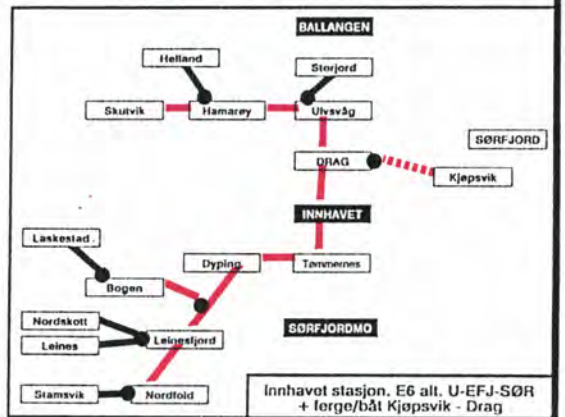 BALLANGEN
Helland
Storjord
Skutvik
Hamarøy
Ulvsvåg
SØRFJORD
DRAG
Kjøpsvik
INNHAVET
Laskestad
Dyping
Tømmernes
Bogen
Nordskott
SØRFJORDMO
Leines
Leinesfjord
Stamsvik
Nordfold
Innhavet stasjon. E6 alt. U-EFJ-SØR
+ ferge/båt Kjøpsvik - Drag